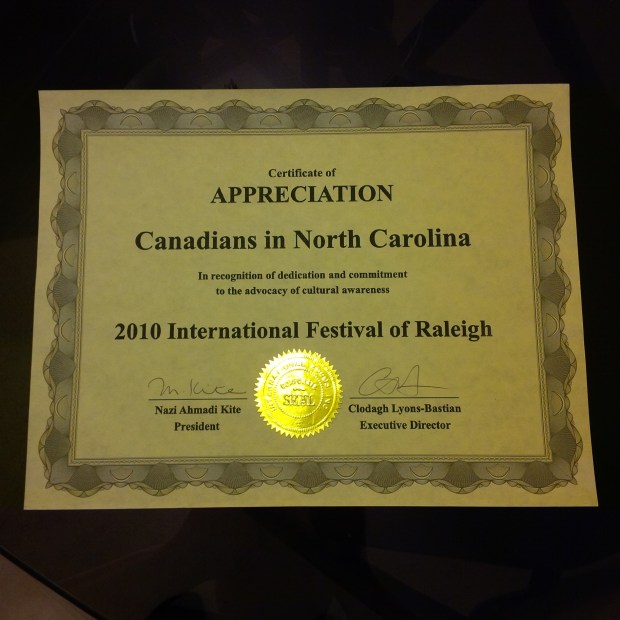 Certificate of
APPRECIATION
Canadians in North Carolina
In recognition of dedication and commitment
to the advocacy of cultural awareness
2010 International Festival of Raleigh
Nazi Ahmadi Kite
President
SEAL
Clodagh Lyons-Bastian
Executive Director